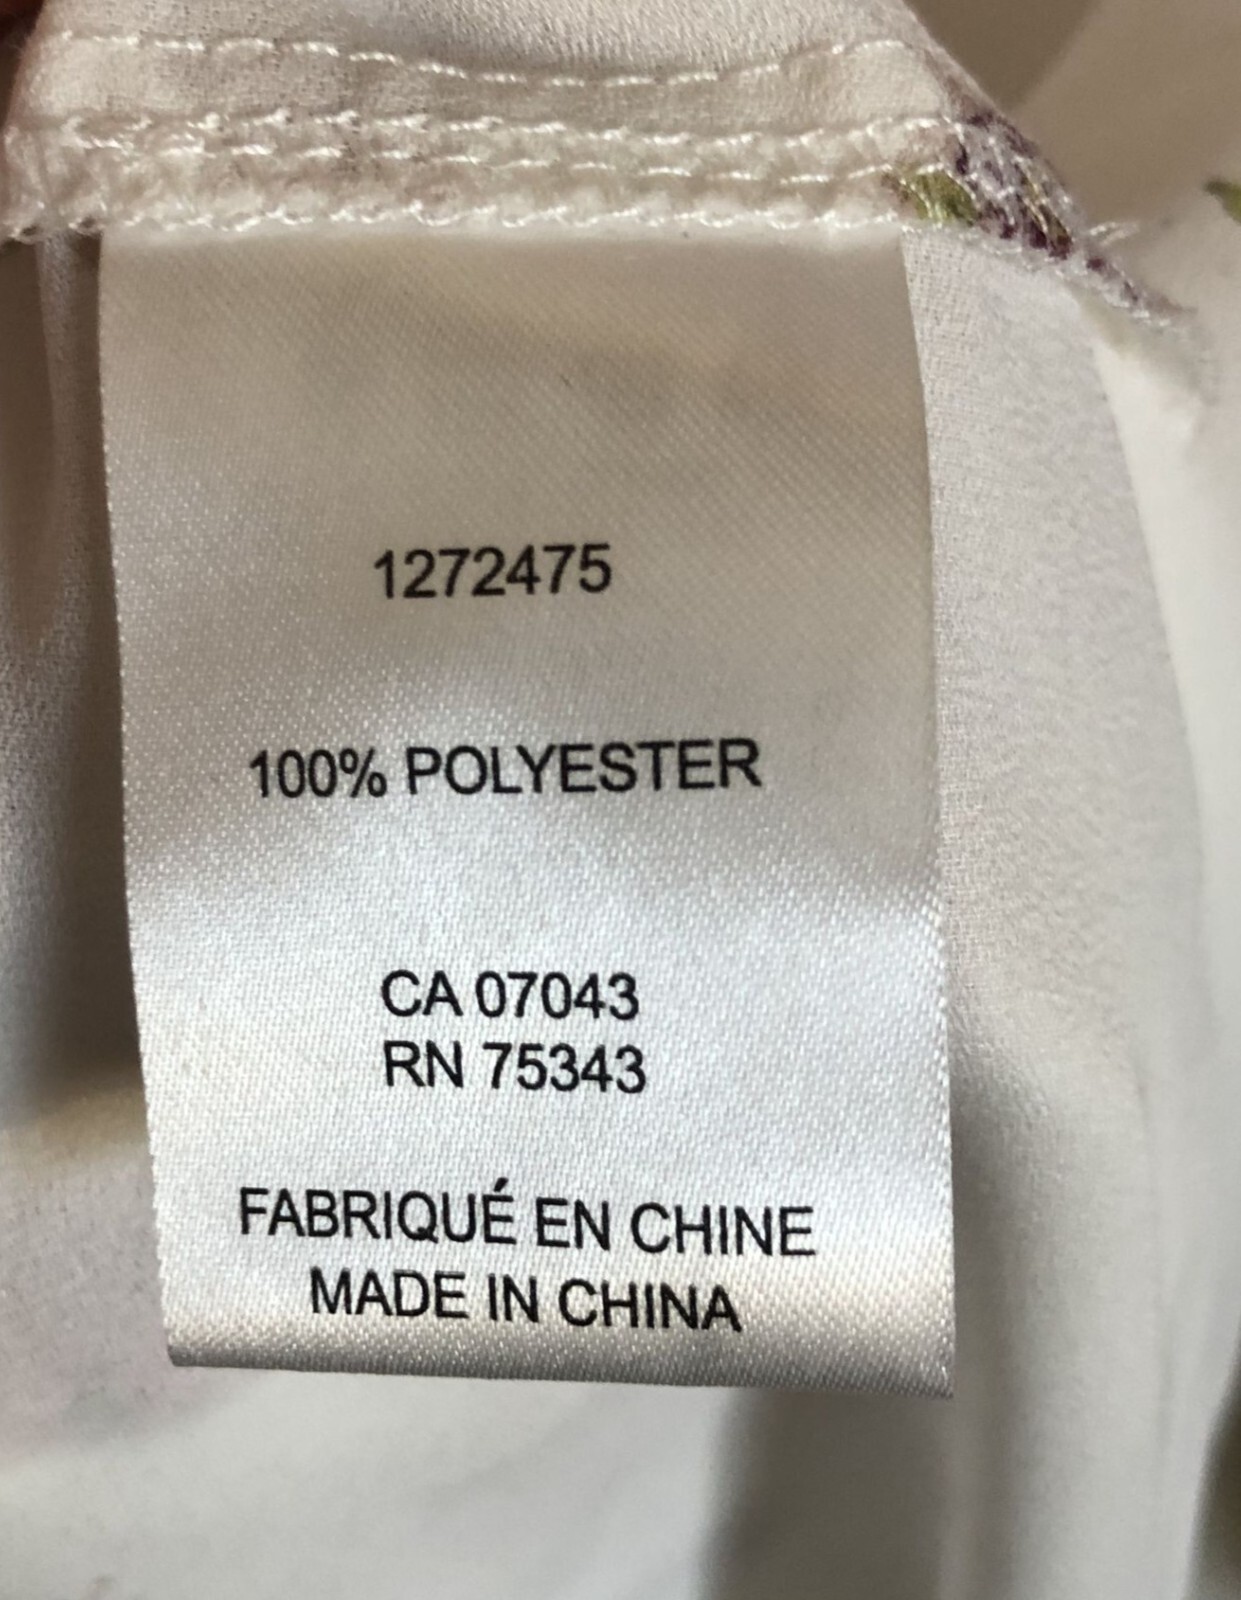 1272475
100% POLYESTER
CA 07043
RN 75343
FABRIQUÉ EN CHINE
MADE IN CHINA